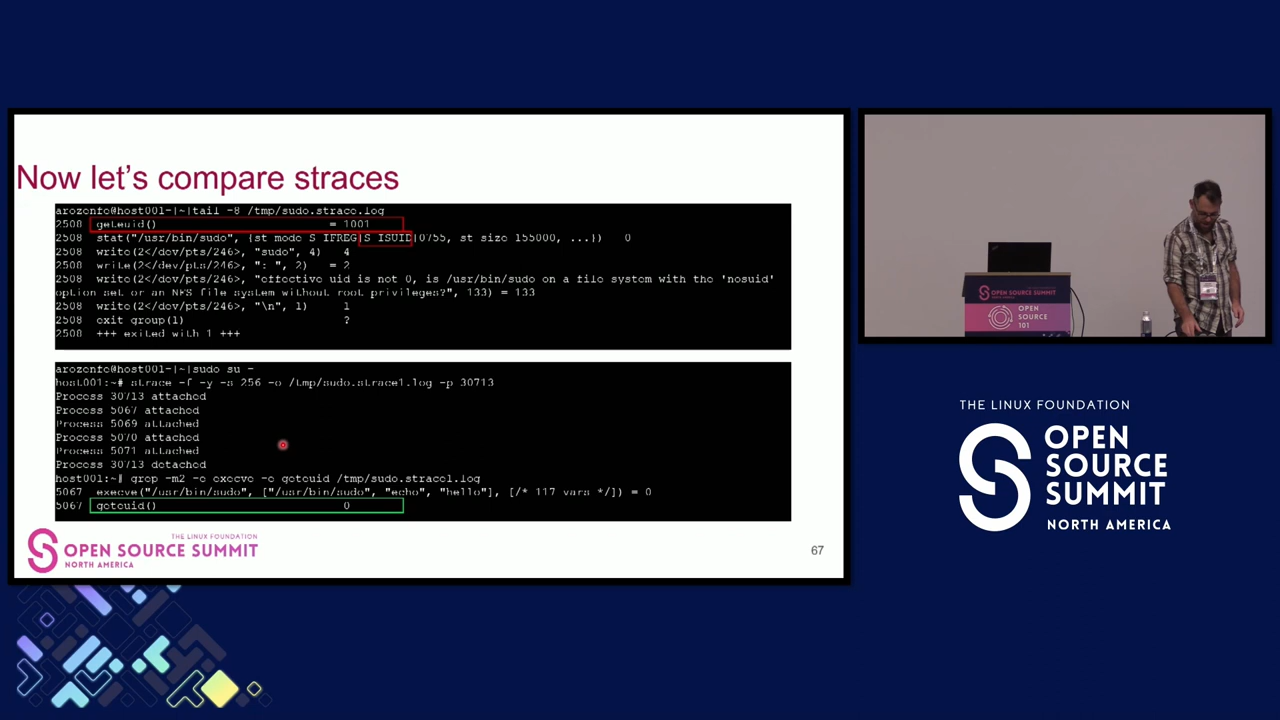 Now let's compare straces
arozenfe@host001-|~|tail -8 /tmp/sudo.strace.log
2508 geteuid() = 1001
2508 stat("/usr/bin/sudo", {st_mode=S_IFREG|S_ISUID|0755, st_size=155000, ...}) = 0
2508 write(2</dev/pts/246>, "sudo", 4) = 4
2508 write(2</dev/pts/246>, ": ", 2) = 2
2508 write(2</dev/pts/246>, "effective uid is not 0, is /usr/bin/sudo on a file system with the 'nosuid'
option set or an NFS file system without root privileges?", 133) = 133
2508 write(2</dev/pts/246>, "\n", 1) = 1
2508 exit_group(1) = ?
2508 +++ exited with 1 +++
arozenfe@host001-|~|sudo su -
host001:~# strace -f -y -s 256 -o /tmp/sudo.strace1.log -p 30713
Process 30713 attached
Process 5067 attached
Process 5069 attached
Process 5070 attached
Process 5071 attached
Process 30713 detached
host001:~# grep -m2 -e execve -e geteuid /tmp/sudo.strace1.log
5067 execve("/usr/bin/sudo", ["/usr/bin/sudo", "echo", "hello"], [/* 117 vars */]) = 0
5067 geteuid() = 0
THE LINUX FOUNDATION
OPEN SOURCE SUMMIT
NORTH AMERICA
67
OPEN SOURCE SUMMIT
OPEN
SOURCE
101
THE LINUX FOUNDATION
OPEN
SOURCE
SUMMIT
NORTH AMERICA